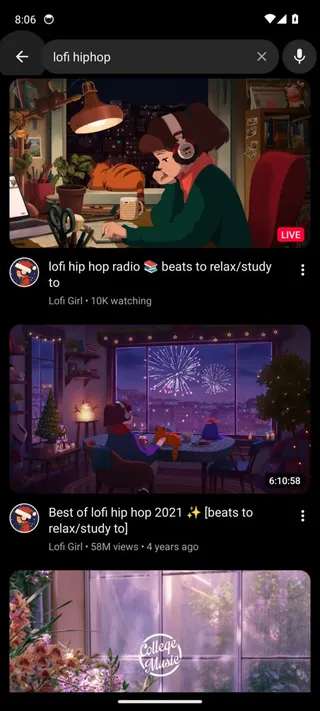 8:06
lofi hiphop
LIVE
lofi hip hop radio 📚 beats to relax/study
to
Lofi Girl • 10K watching
6:10:58
Best of lofi hip hop 2021 ✨ [beats to
relax/study to]
Lofi Girl • 58M views • 4 years ago
College
Music